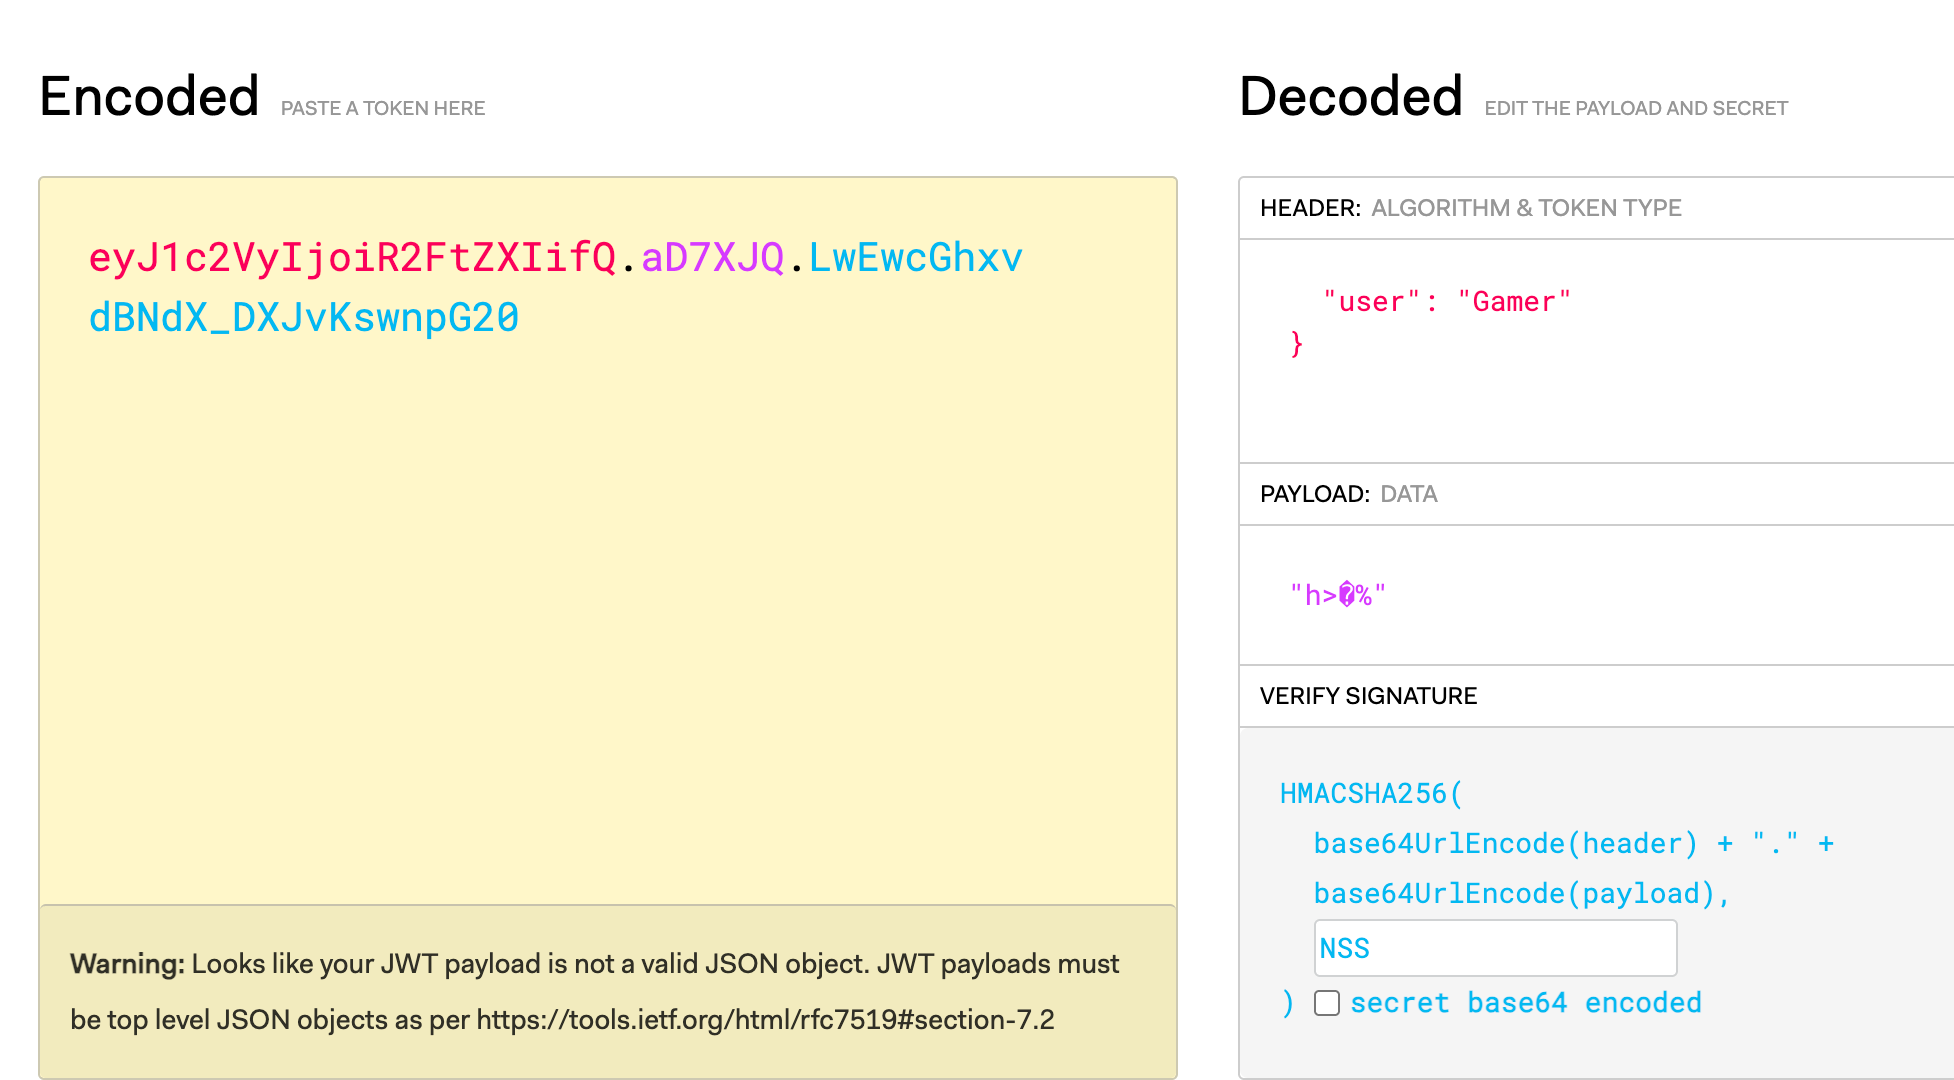 Encoded PASTE A TOKEN HERE
eyJ1c2VyIjoiR2FtZXIifQ.aD7XJQ.LwEwcGhxv
dBNdX_DXJvKswnpG20
Warning: Looks like your JWT payload is not a valid JSON object. JWT payloads must
be top level JSON objects as per https://tools.ietf.org/html/rfc7519#section-7.2
Decoded EDIT THE PAYLOAD AND SECRET
HEADER: ALGORITHM & TOKEN TYPE
"user": "Gamer"
}
PAYLOAD: DATA
"h>�%"
VERIFY SIGNATURE
HMACSHA256(
base64UrlEncode(header) + "." +
base64UrlEncode(payload),
NSS
) secret base64 encoded